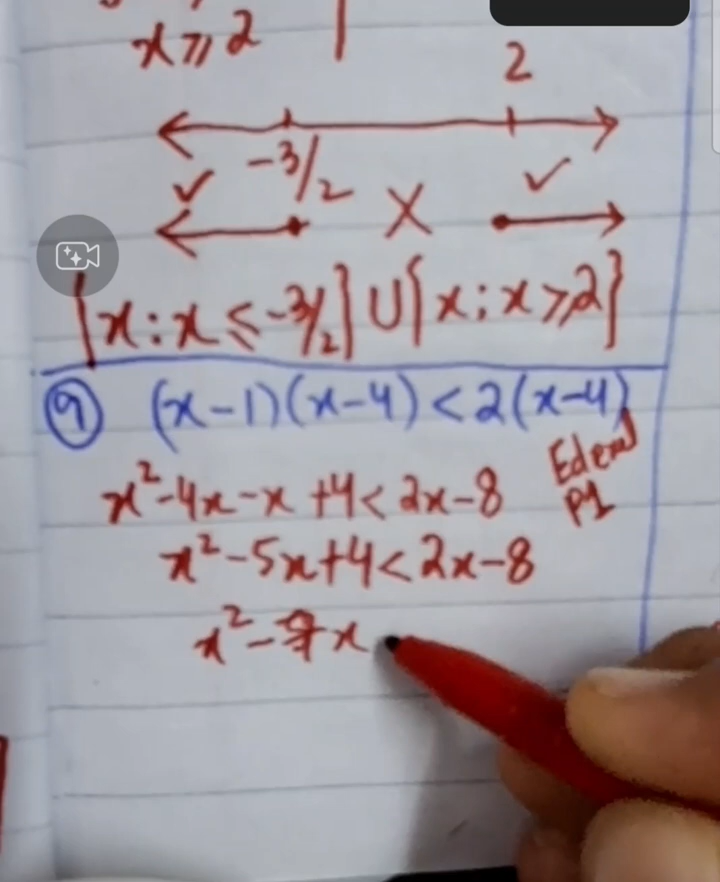 x ⩾ 2
2
-3/2
✓ X ✓
{x : x ⩽ -3/2} U {x ; x ⩾ 2}
9 (x-1)(x-4) < 2(x-4)
x²-4x-x+4 < 2x-8
P1
x²-5x+4 < 2x-8
x²-7x